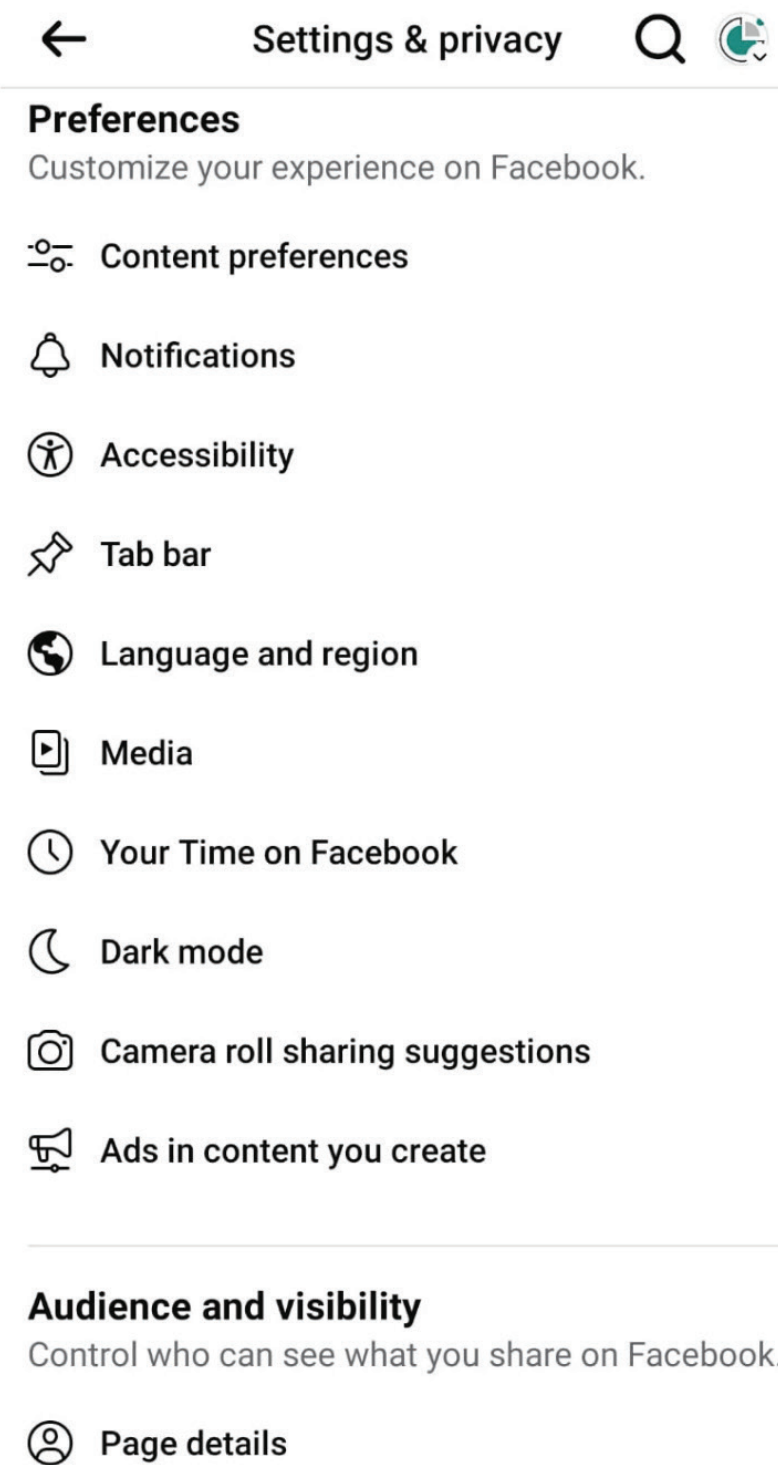 Settings & privacy
Preferences
Customize your experience on Facebook.
Content preferences
Notifications
Accessibility
Tab bar
Language and region
Media
Your Time on Facebook
Dark mode
Camera roll sharing suggestions
Ads in content you create
Audience and visibility
Control who can see what you share on Facebook.
Page details